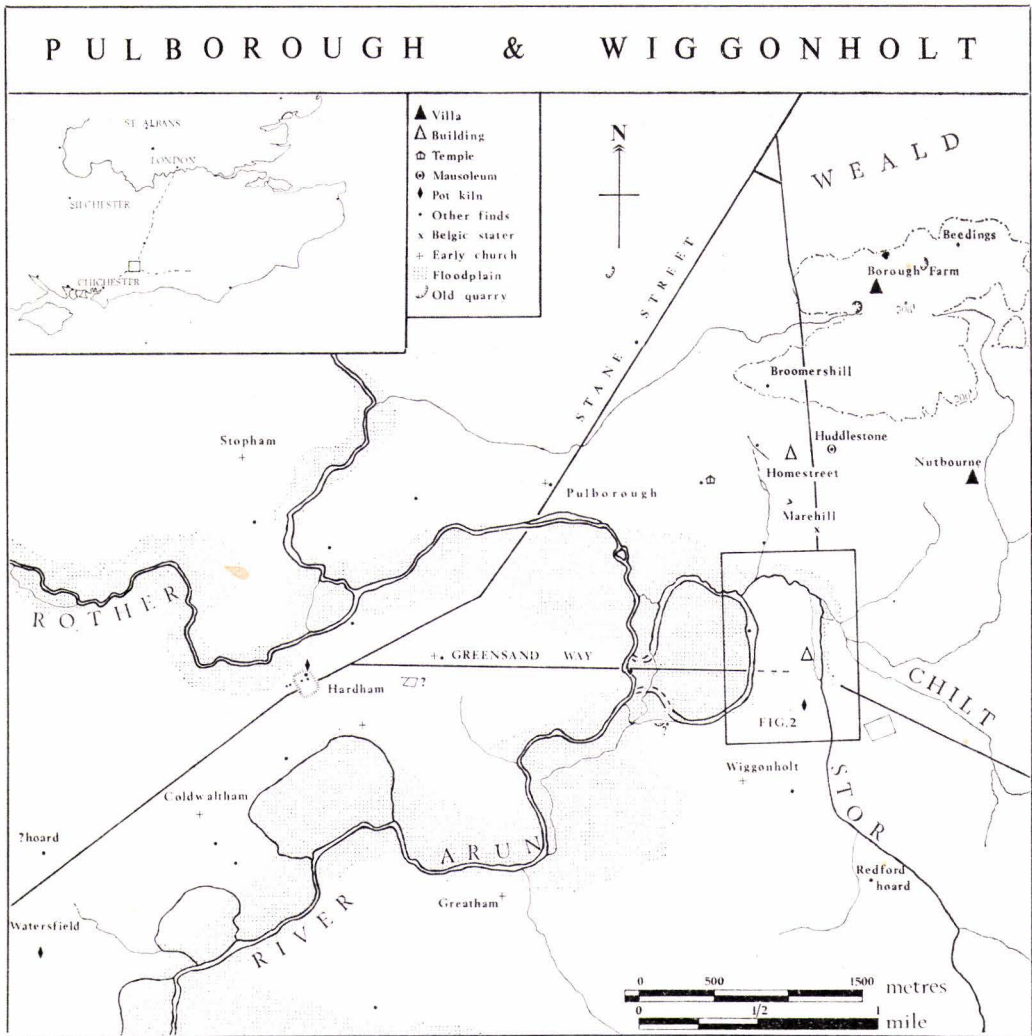 PULBOROUGH & WIGGONHOLT
ST. ALBANS
LONDON
SILCHESTER
CHICHESTER
Villa
Building
Temple
Mausoleum
Pot kiln
Other finds
x Belgic stater
+ Early church
Floodplain
Old quarry
N
WEALD
Beedings
Borough Farm
200'
STANE STREET
Broomershill
200'
Stopham
Huddlestone
Homestreet
Nutbourne
Pulborough
Marehill
x
ROTHER
GREENSAND WAY
Hardham
?
CHILT
FIG.2
Wiggonholt
STOR
Coldwaltham
?hoard
RIVER ARUN
Redford
hoard
Greatham
Watersfield
0 500 1500 metres
0 1/2 1 mile